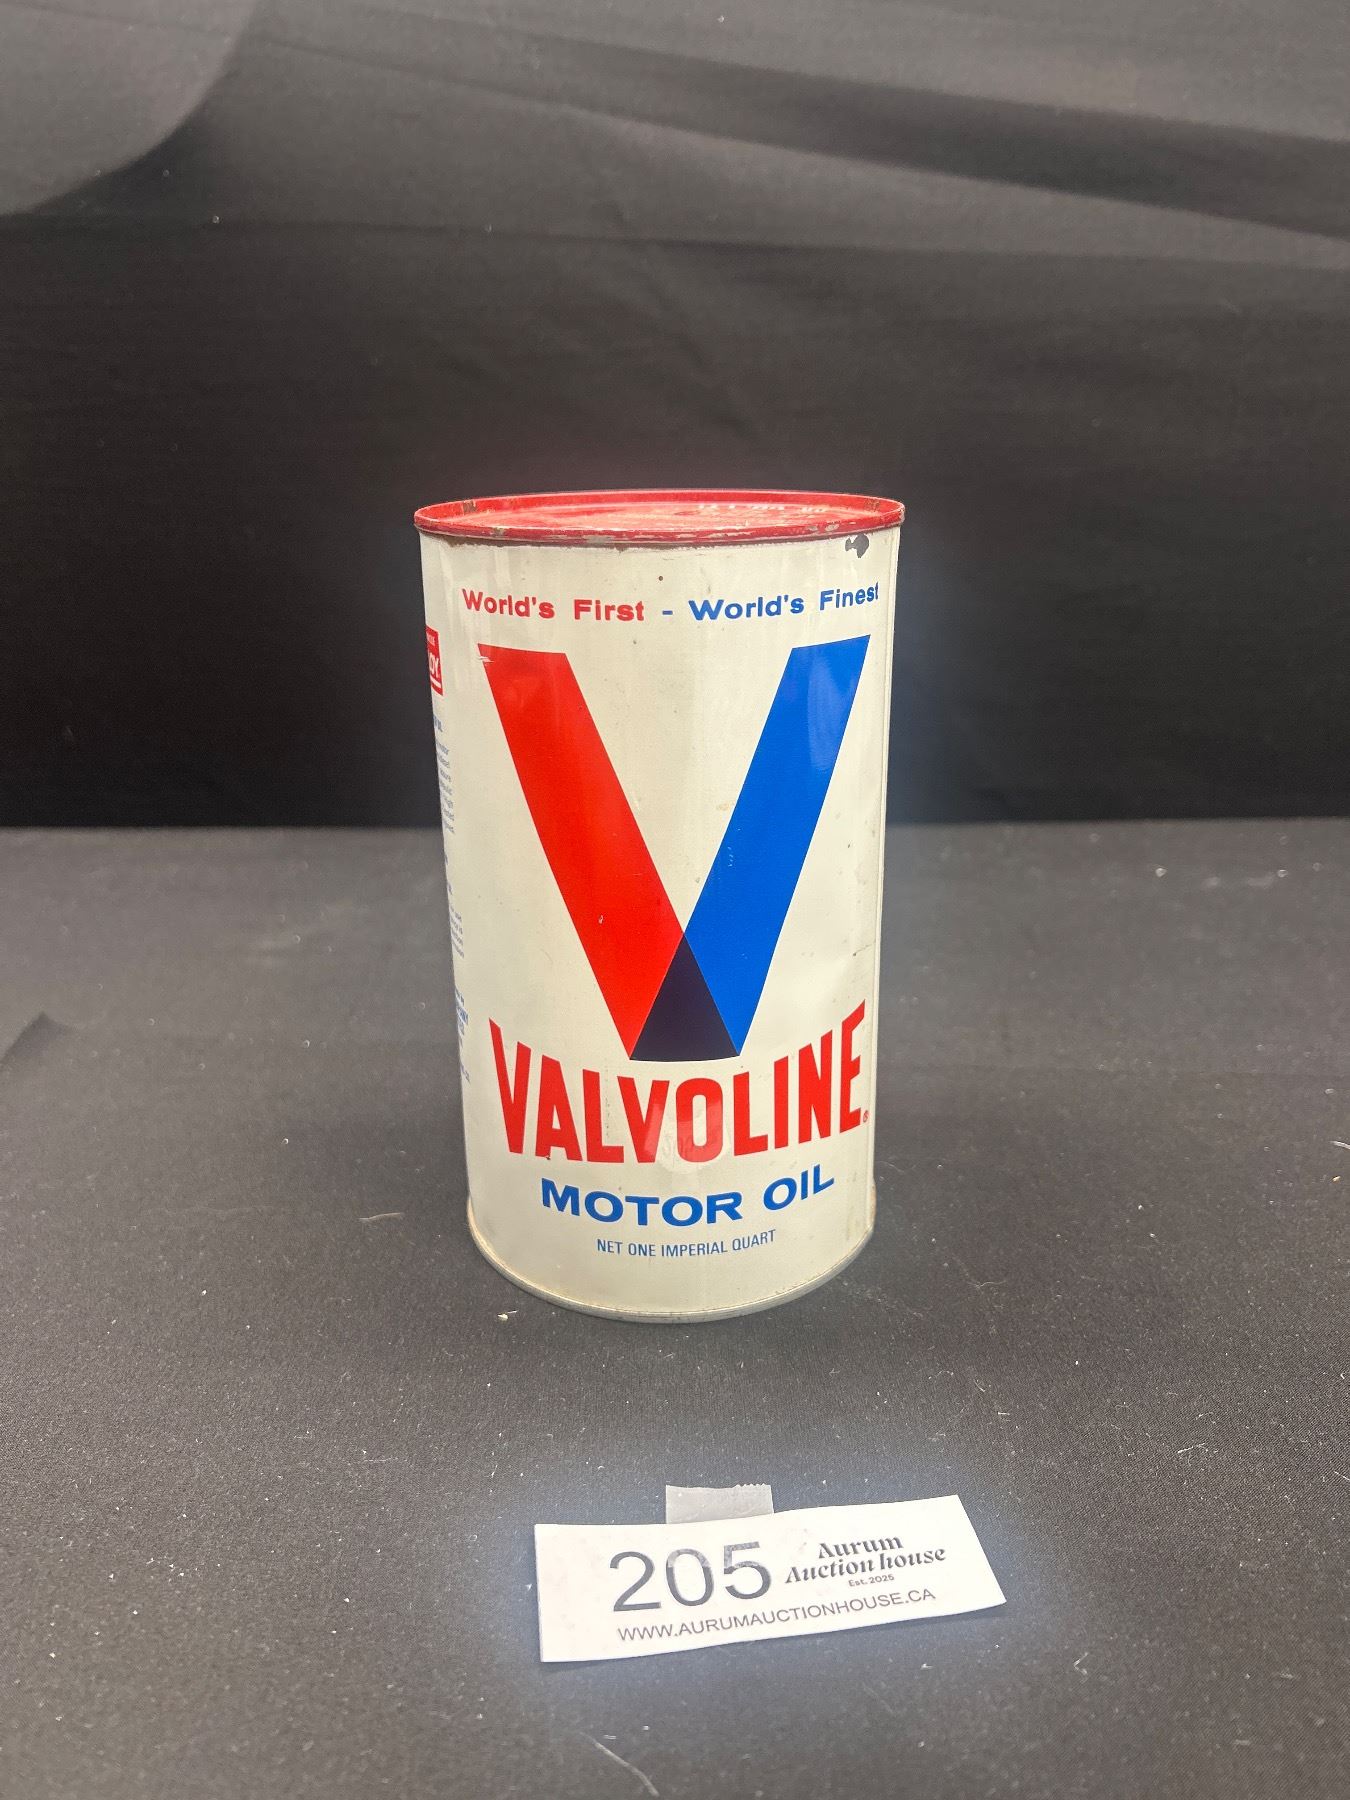 World's First - World's Finest
VALVOLINE®
MOTOR OIL
NET ONE IMPERIAL QUART
205
Aurum
Auction house
Est. 2025
WWW.AURUMAUCTIONHOUSE.CA